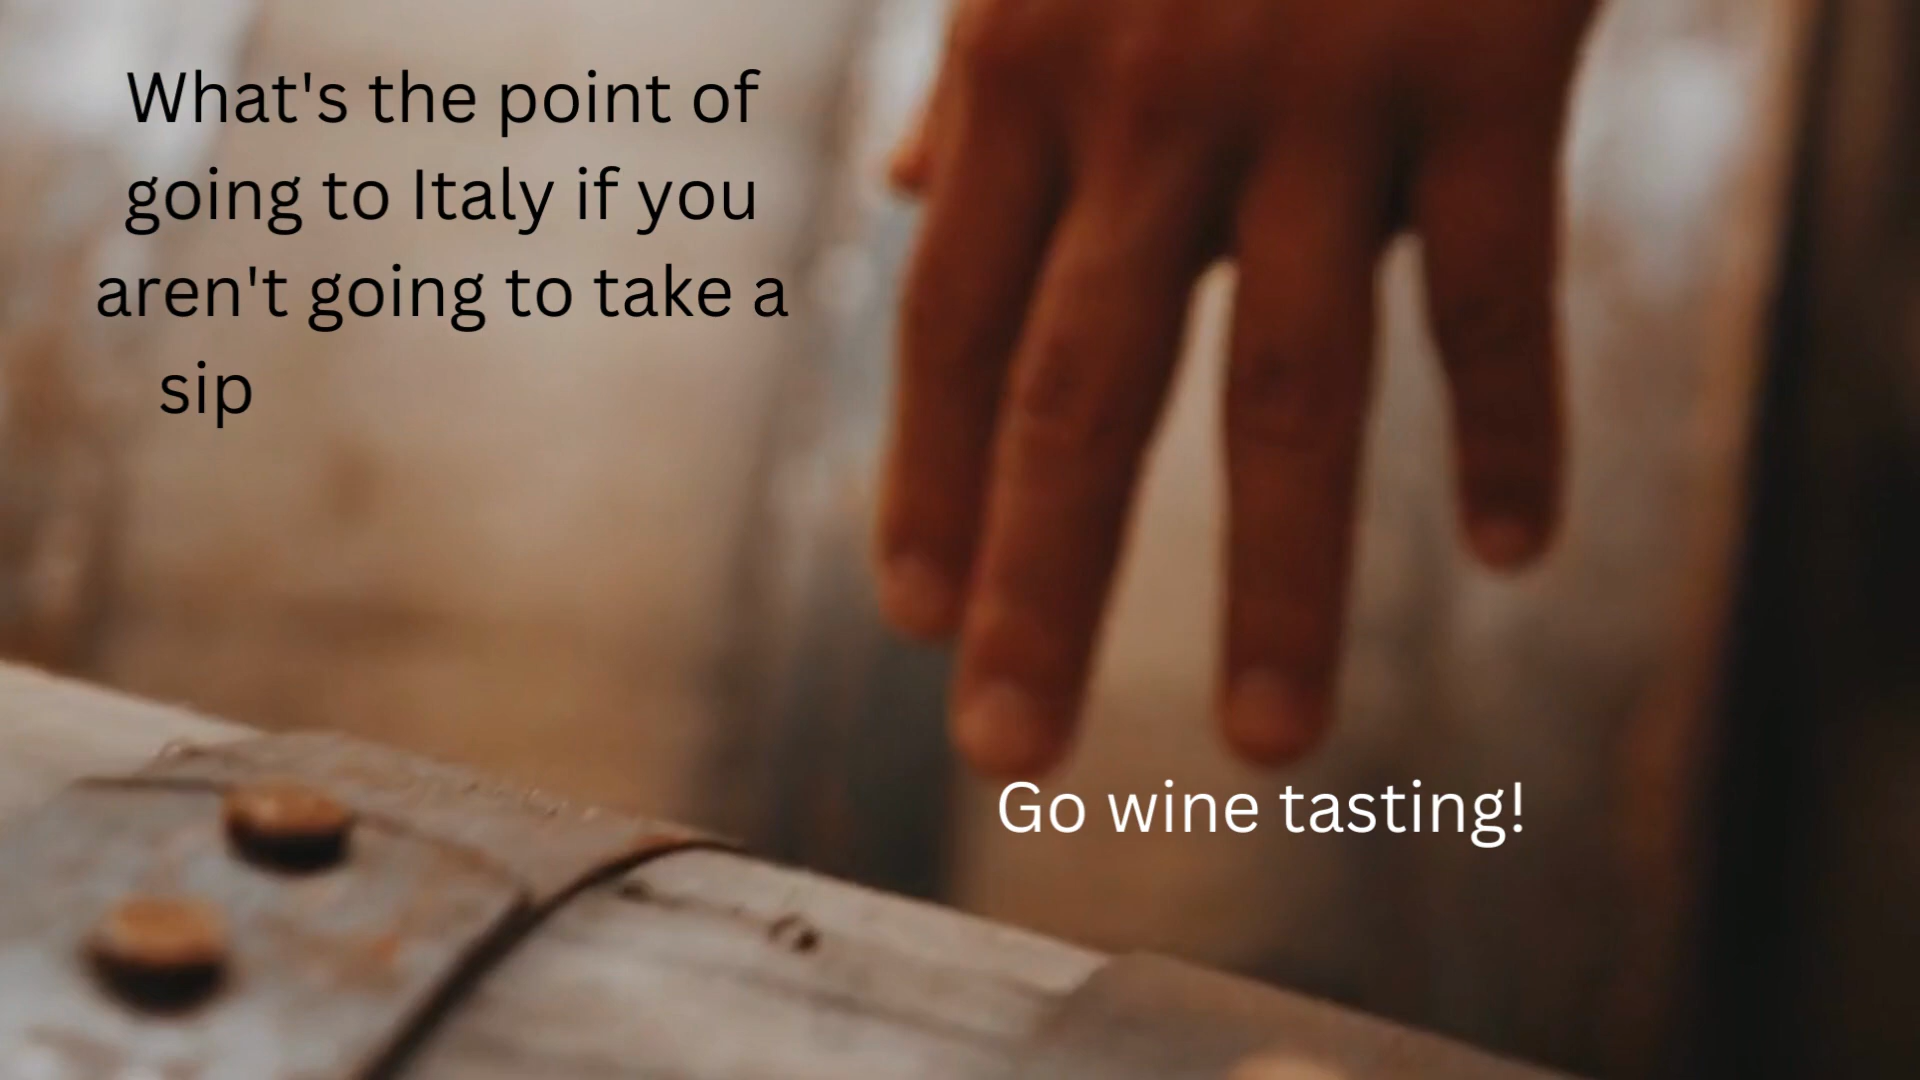 What's the point of
going to Italy if you
aren't going to take a
sip
Go wine tasting!